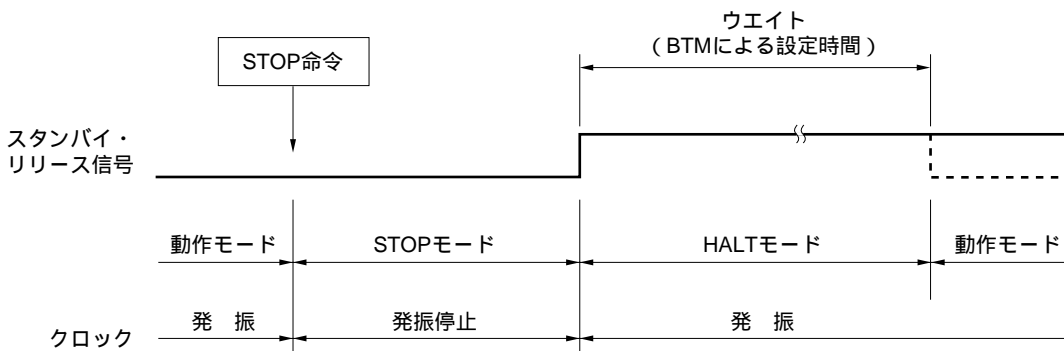 ウエイト
(BTMによる設定時間)
STOP命令
スタンバイ・
リリース信号
動作モード STOPモード HALTモード 動作モード
クロック 発 振 発振停止 発 振